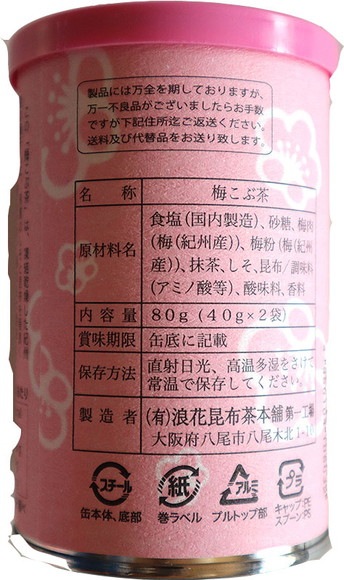 製品には万全を期しておりますが、
万一不良品がございましたらお手数
ですが下記住所迄ご返送ください。
送料及び代替品をお送り致します。
名称 梅こぶ茶
原材料名 食塩(国内製造)、砂糖、梅肉
(梅(紀州産))、梅粉(梅(紀州
産))、抹茶、しそ、昆布/調味料
(アミノ酸等)、酸味料、香料
内容量 80g(40g×2袋)
賞味期限 缶底に記載
保存方法 直射日光、高温多湿をさけて
常温で保存してください。
製造者 (有)浪花昆布茶本舗 第一工場
大阪府八尾市八尾木北1-
スチール
缶本体、底部
紙
巻ラベル
アルミ
プルトップ部
プラ
キャップ:PE
スプーン:PS